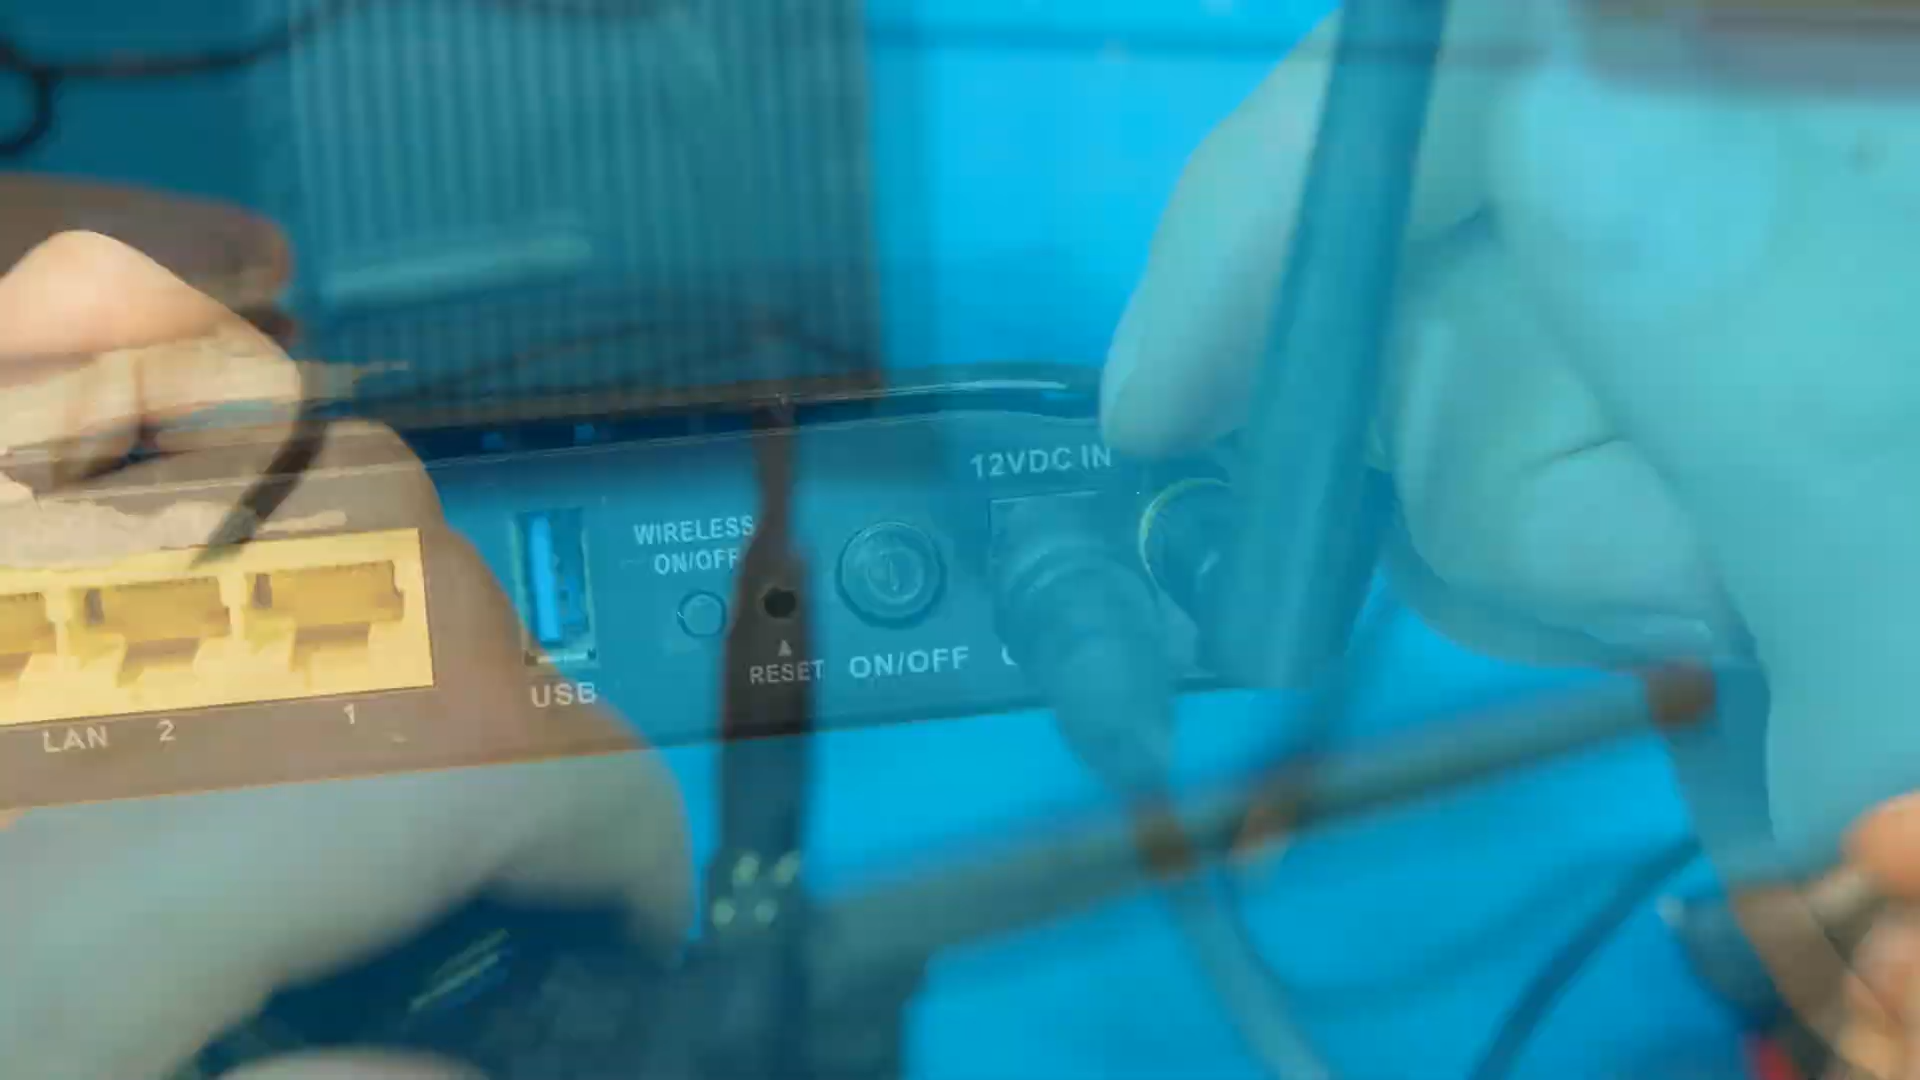 12VDC IN
WIRELESS
ON/OFF
RESET
ON/OFF
USB
LAN 2 1